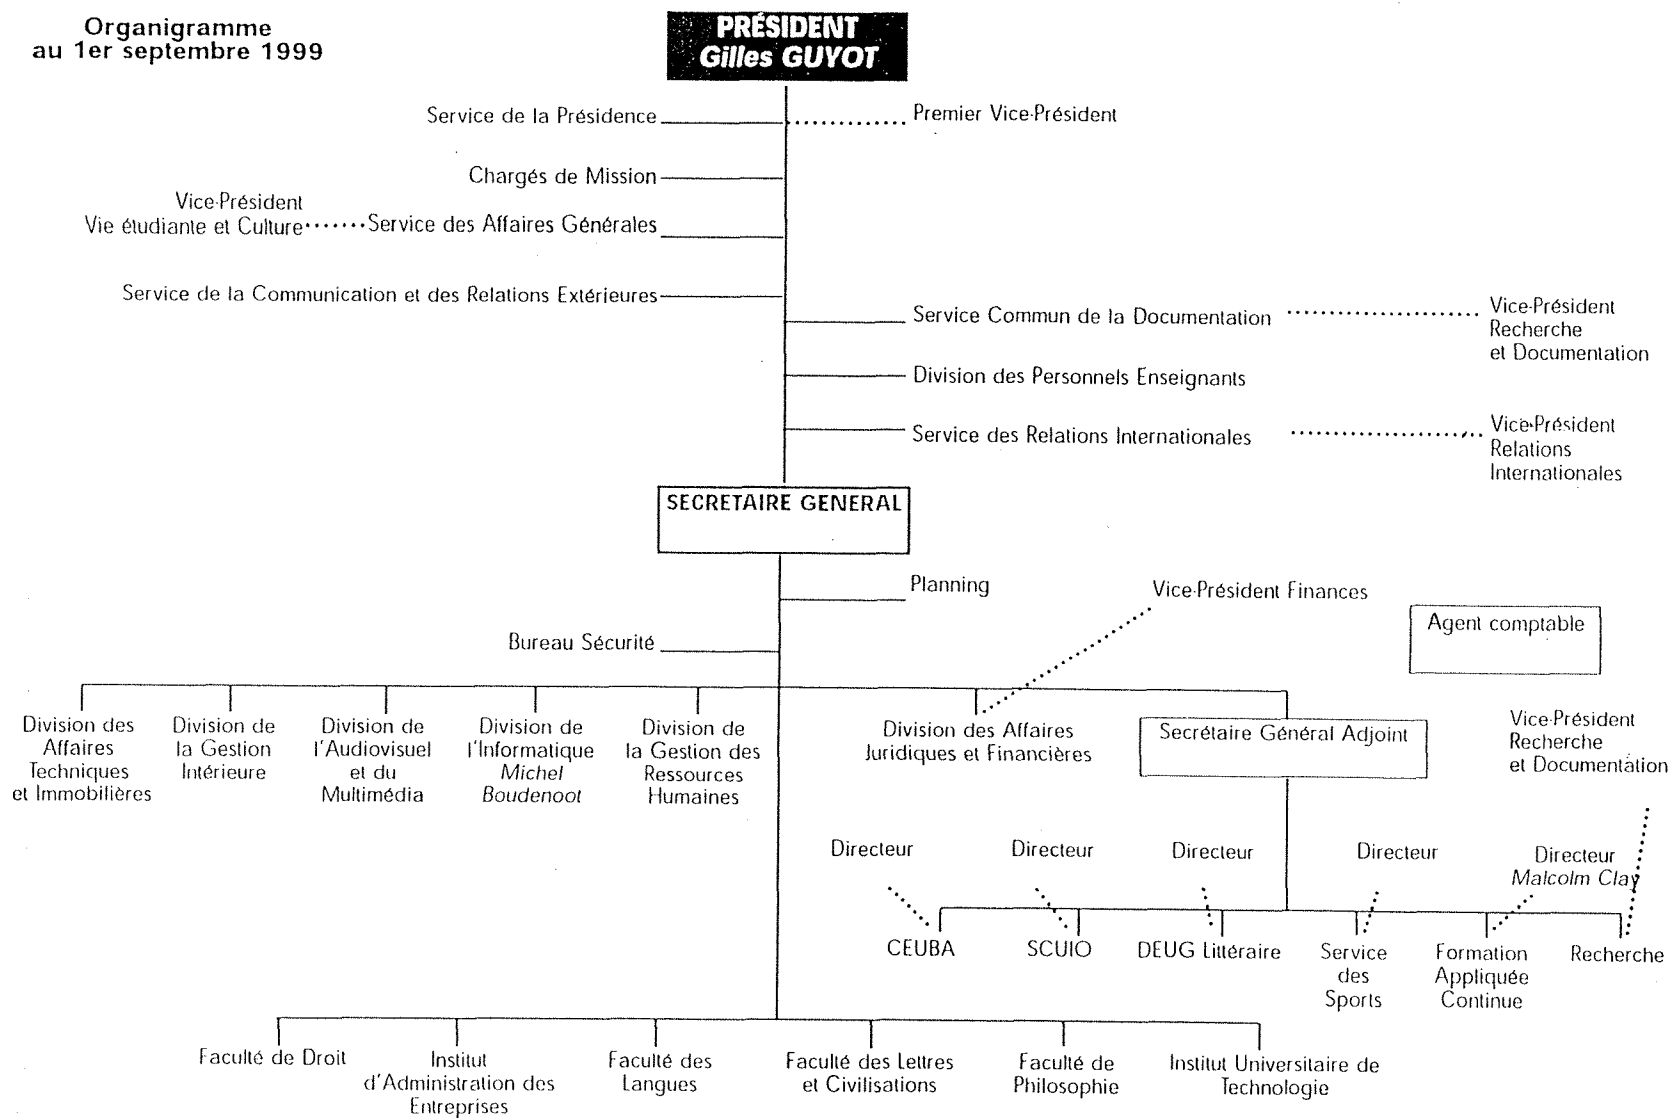 Organigramme
au 1er septembre 1999
PRÉSIDENT
Gilles GUYOT
Service de la Présidence
Premier Vice-Président
Chargés de Mission
Vice-Président
Vie étudiante et Culture
Service des Affaires Générales
Service de la Communication et des Relations Extérieures
Service Commun de la Documentation
Vice-Président
Recherche
et Documentation
Division des Personnels Enseignants
Service des Relations Internationales
Vice-Président
Relations
Internationales
SECRETAIRE GENERAL
Planning
Vice-Président Finances
Agent comptable
Bureau Sécurité
Division des
Affaires
Techniques
et Immobilières
Division de
la Gestion
Intérieure
Division de
l'Audiovisuel
et du
Multimédia
Division de
l'Informatique
Michel
Boudenoot
Division de
la Gestion des
Ressources
Humaines
Division des Affaires
Juridiques et Financières
Secrétaire Général Adjoint
Vice-Président
Recherche
et Documentation
Directeur
Directeur
Directeur
Directeur
Directeur
Malcolm Clay
CEUBA
SCUIO
DEUG Littéraire
Service
des
Sports
Formation
Appliquée
Continue
Recherche
Faculté de Droit
Institut
d'Administration des
Entreprises
Faculté des
Langues
Faculté des Lettres
et Civilisations
Faculté de
Philosophie
Institut Universitaire de
Technologie